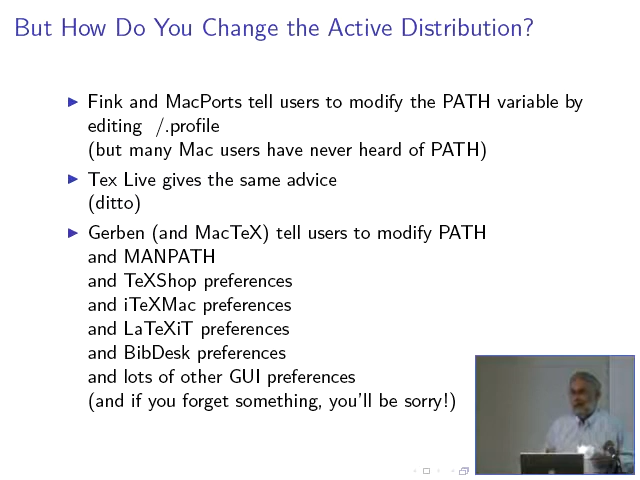 But How Do You Change the Active Distribution?
Fink and MacPorts tell users to modify the PATH variable by
editing /.profile
(but many Mac users have never heard of PATH)
Tex Live gives the same advice
(ditto)
Gerben (and MacTeX) tell users to modify PATH
and MANPATH
and TeXShop preferences
and iTeXMac preferences
and LaTeXiT preferences
and BibDesk preferences
and lots of other GUI preferences
(and if you forget something, you'll be sorry!)